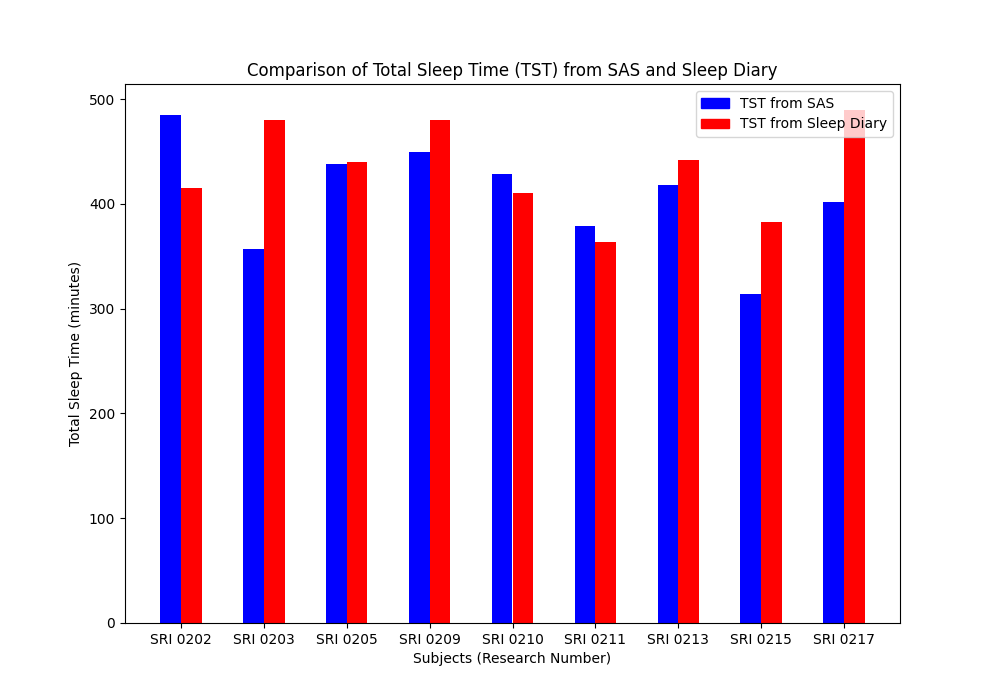 Comparison of Total Sleep Time (TST) from SAS and Sleep Diary
TST from SAS
TST from Sleep Diary
Total Sleep Time (minutes)
500
400
300
200
100
0
SRI 0202 SRI 0203 SRI 0205 SRI 0209 SRI 0210 SRI 0211 SRI 0213 SRI 0215 SRI 0217
Subjects (Research Number)